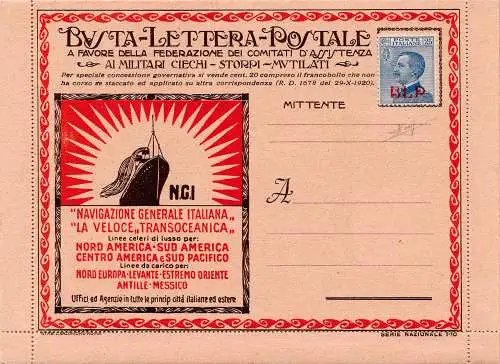 BVSTA-LETTERA-POSTALE
A FAVORE DELLA FEDERAZIONE DEI COMITATI D'ASSISTENZA
AI MILITARI CIECHI - STORPI - MVTILATI
Per speciale concessione governativa si vende cent. 20 compreso il francobollo che non
ha corso se staccato ed applicato su altra corrispondenza (R. D. 1678 del 29-X-1920).
B.L.P.
MITTENTE
A
N.G.I
"NAVIGAZIONE GENERALE ITALIANA„
"LA VELOCE„ TRANSOCEANICA„
Linee celeri di lusso per:
NORD AMERICA-SUD AMERICA
CENTRO AMERICA e SUD PACIFICO
Linee da carico per:
NORD EUROPA-LEVANTE-ESTREMO ORIENTE
ANTILLE-MESSICO
Uffici ed Agenzie in tutte le princip. città italiane ed estere
SERIE NAZIONALE